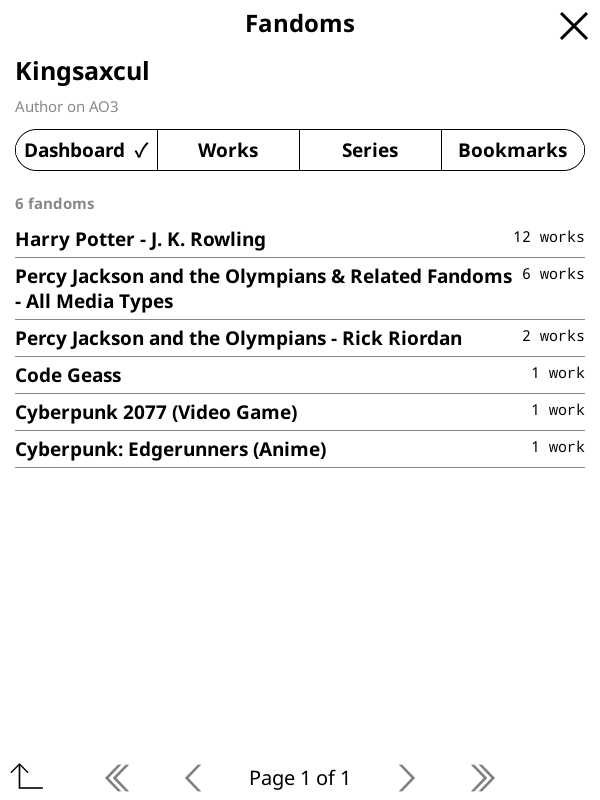 Fandoms
Kingsaxcul
Author on AO3
Dashboard ✓ Works Series Bookmarks
6 fandoms
Harry Potter - J. K. Rowling 12 works
Percy Jackson and the Olympians & Related Fandoms 6 works
- All Media Types
Percy Jackson and the Olympians - Rick Riordan 2 works
Code Geass 1 work
Cyberpunk 2077 (Video Game) 1 work
Cyberpunk: Edgerunners (Anime) 1 work
Page 1 of 1